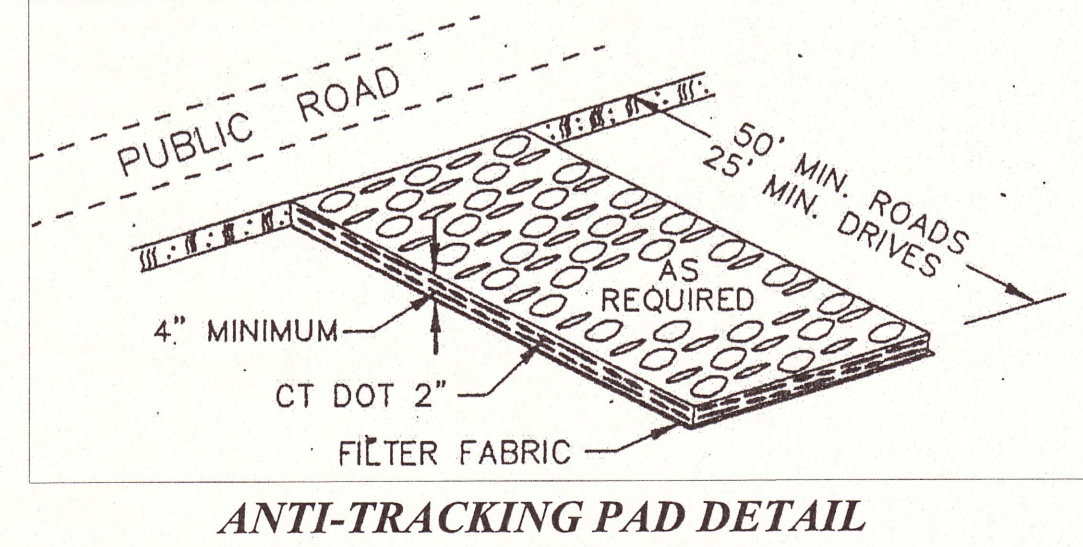 PUBLIC ROAD
50' MIN. ROADS
25' MIN. DRIVES
AS
REQUIRED
4" MINIMUM
CT DOT 2"
FILTER FABRIC
ANTI-TRACKING PAD DETAIL